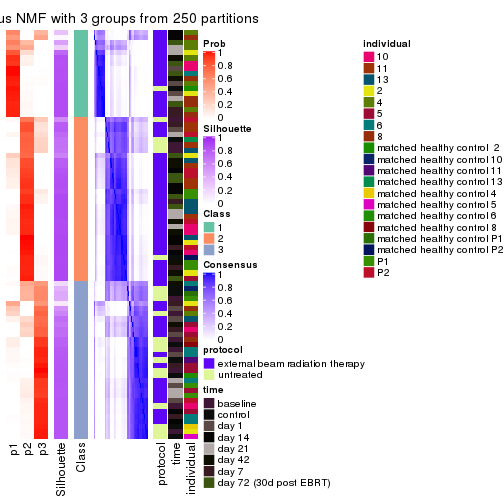 us NMF with 3 groups from 250 partitions
Prob
1
0.8
0.6
0.4
0.2
0
Silhouette
1
0.8
0.6
0.4
0.2
0
Class
1
2
3
Consensus
1
0.8
0.6
0.4
0.2
0
protocol
external beam radiation therapy
untreated
time
baseline
control
day 1
day 14
day 21
day 42
day 7
day 72 (30d post EBRT)
individual
10
11
13
2
4
5
6
8
matched healthy control 2
matched healthy control 10
matched healthy control 11
matched healthy control 13
matched healthy control 4
matched healthy control 5
matched healthy control 6
matched healthy control 8
matched healthy control P1
matched healthy control P2
P1
P2
p1
p2
p3
Silhouette
Class
protocol
time
individual